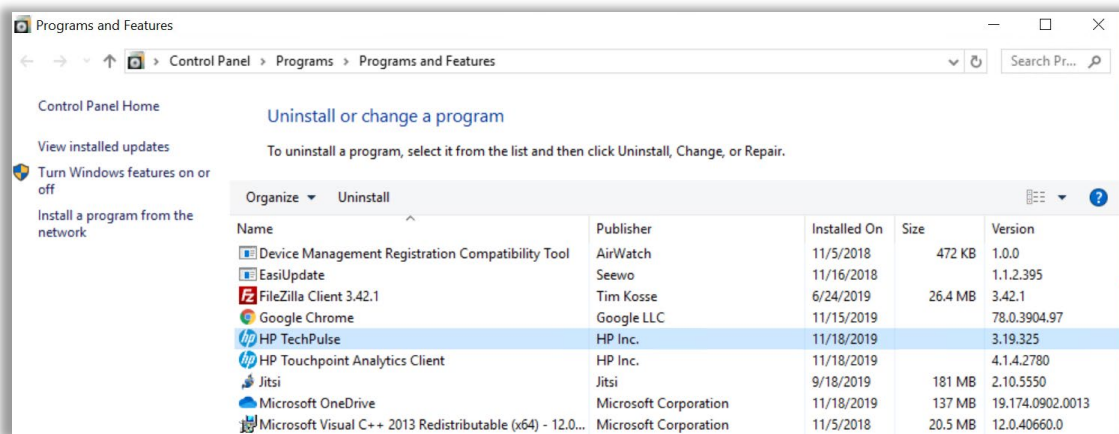 Programs and Features
Control Panel > Programs > Programs and Features
Search Pr...
Control Panel Home
View installed updates
Turn Windows features on or
off
Install a program from the
network
Uninstall or change a program
To uninstall a program, select it from the list and then click Uninstall, Change, or Repair.
Organize Uninstall
Name Publisher Installed On Size Version
Device Management Registration Compatibility Tool AirWatch 11/5/2018 472 KB 1.0.0
EasiUpdate Seewo 11/16/2018 1.1.2.395
FileZilla Client 3.42.1 Tim Kosse 6/24/2019 26.4 MB 3.42.1
Google Chrome Google LLC 11/15/2019 78.0.3904.97
HP TechPulse HP Inc. 11/18/2019 3.19.325
HP Touchpoint Analytics Client HP Inc. 11/18/2019 4.1.4.2780
Jitsi Jitsi 9/18/2019 181 MB 2.10.5550
Microsoft OneDrive Microsoft Corporation 11/18/2019 137 MB 19.174.0902.0013
Microsoft Visual C++ 2013 Redistributable (x64) - 12.0... Microsoft Corporation 11/5/2018 20.5 MB 12.0.40660.0